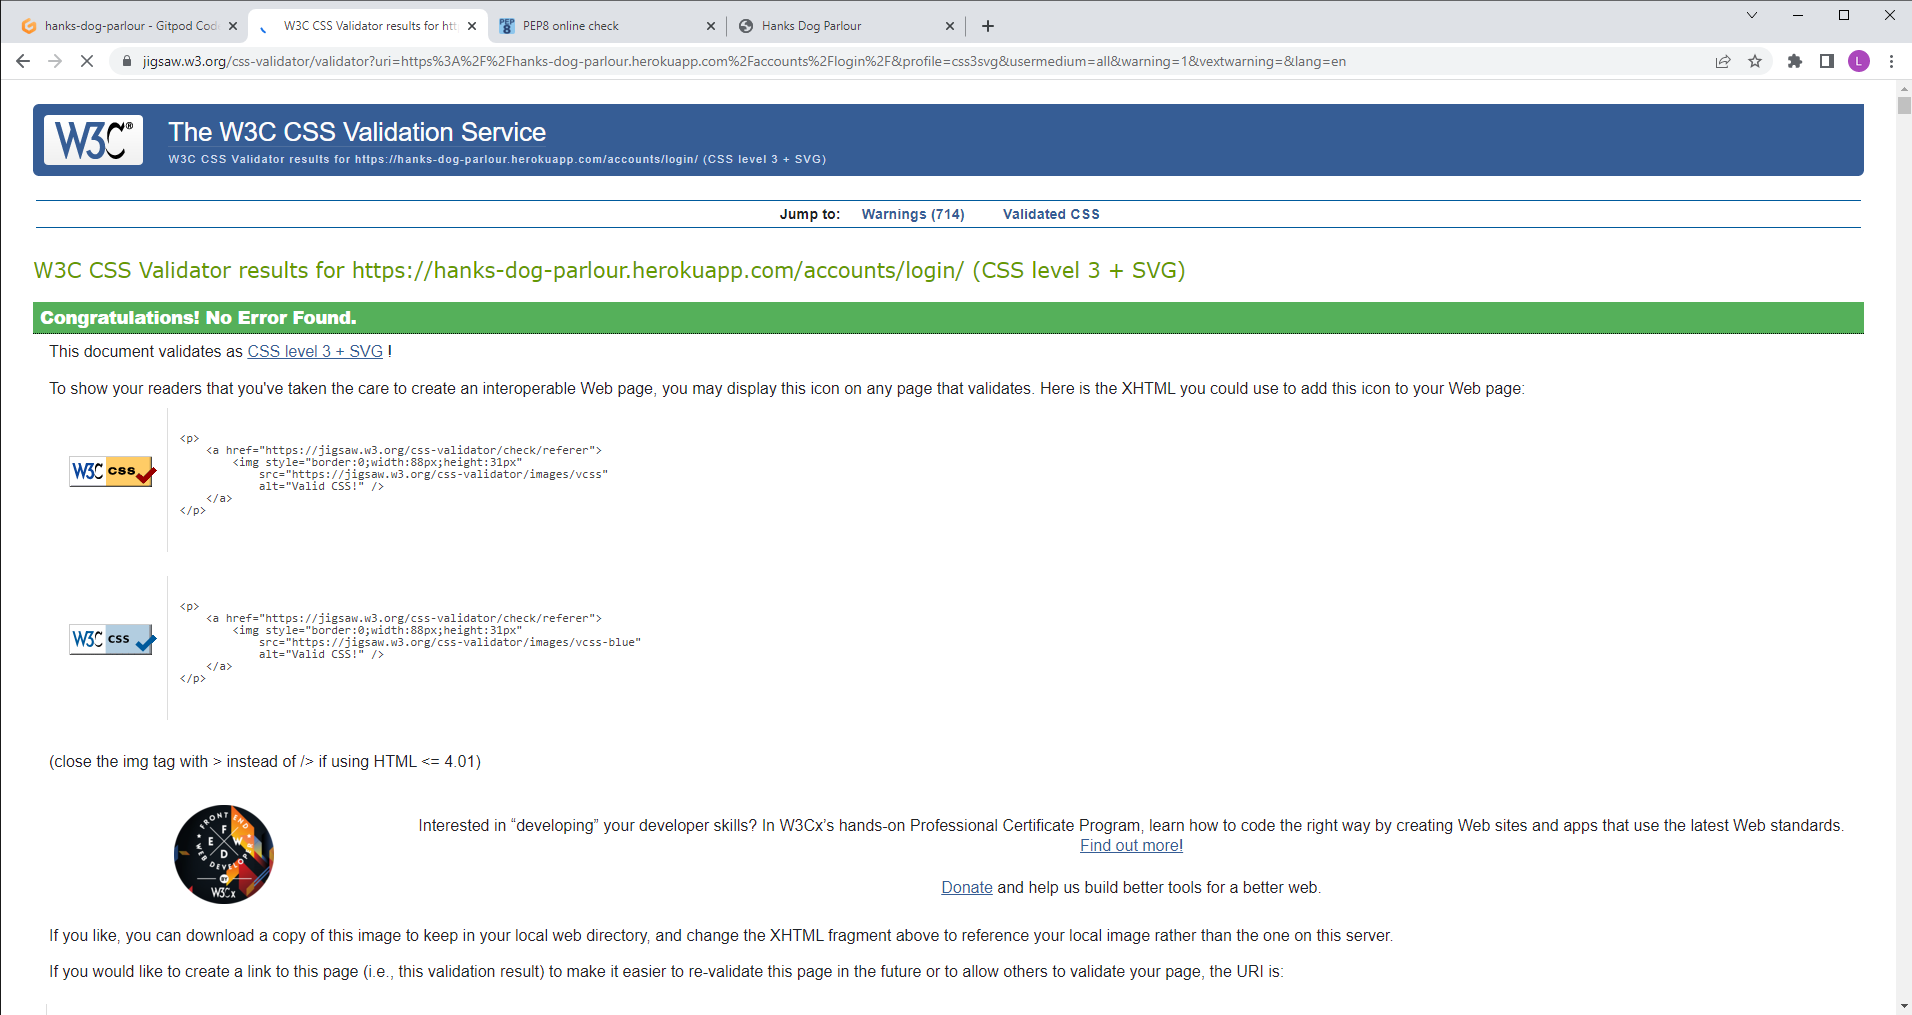 hanks-dog-parlour - Gitpod Code
W3C CSS Validator results for htt
PEP8 online check
Hanks Dog Parlour
jigsaw.w3.org/css-validator/validator?uri=https%3A%2F%2Fhanks-dog-parlour.herokuapp.com%2Faccounts%2Flogin%2F&profile=css3svg&usermedium=all&warning=1&vextwarning=&lang=en
L
W3C®
The W3C CSS Validation Service
W3C CSS Validator results for https://hanks-dog-parlour.herokuapp.com/accounts/login/ (CSS level 3 + SVG)
Jump to: Warnings (714) Validated CSS
W3C CSS Validator results for https://hanks-dog-parlour.herokuapp.com/accounts/login/ (CSS level 3 + SVG)
Congratulations! No Error Found.
This document validates as CSS level 3 + SVG !
To show your readers that you've taken the care to create an interoperable Web page, you may display this icon on any page that validates. Here is the XHTML you could use to add this icon to your Web page:
W3C css
<p>
<a href="https://jigsaw.w3.org/css-validator/check/referer">
<img style="border:0;width:88px;height:31px"
src="https://jigsaw.w3.org/css-validator/images/vcss"
alt="Valid CSS!" />
</a>
</p>
W3C css
<p>
<a href="https://jigsaw.w3.org/css-validator/check/referer">
<img style="border:0;width:88px;height:31px"
src="https://jigsaw.w3.org/css-validator/images/vcss-blue"
alt="Valid CSS!" />
</a>
</p>
(close the img tag with > instead of /> if using HTML <= 4.01)
FRONT END
F
E W
D
WEB DEVELOP
W3Cx
Interested in “developing” your developer skills? In W3Cx’s hands-on Professional Certificate Program, learn how to code the right way by creating Web sites and apps that use the latest Web standards.
Find out more!
Donate and help us build better tools for a better web.
If you like, you can download a copy of this image to keep in your local web directory, and change the XHTML fragment above to reference your local image rather than the one on this server.
If you would like to create a link to this page (i.e., this validation result) to make it easier to re-validate this page in the future or to allow others to validate your page, the URI is: